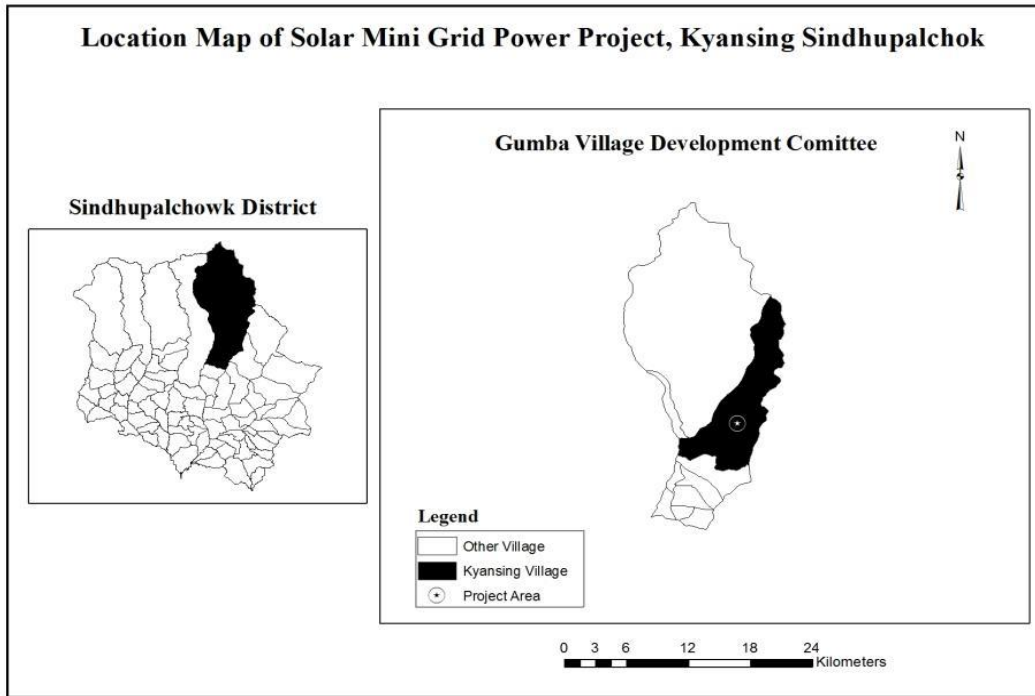 Location Map of Solar Mini Grid Power Project, Kyansing Sindhupalchok
Gumba Village Development Comittee
N
Sindhupalchowk District
Legend
Other Village
Kyansing Village
Project Area
0 3 6 12 18 24
Kilometers